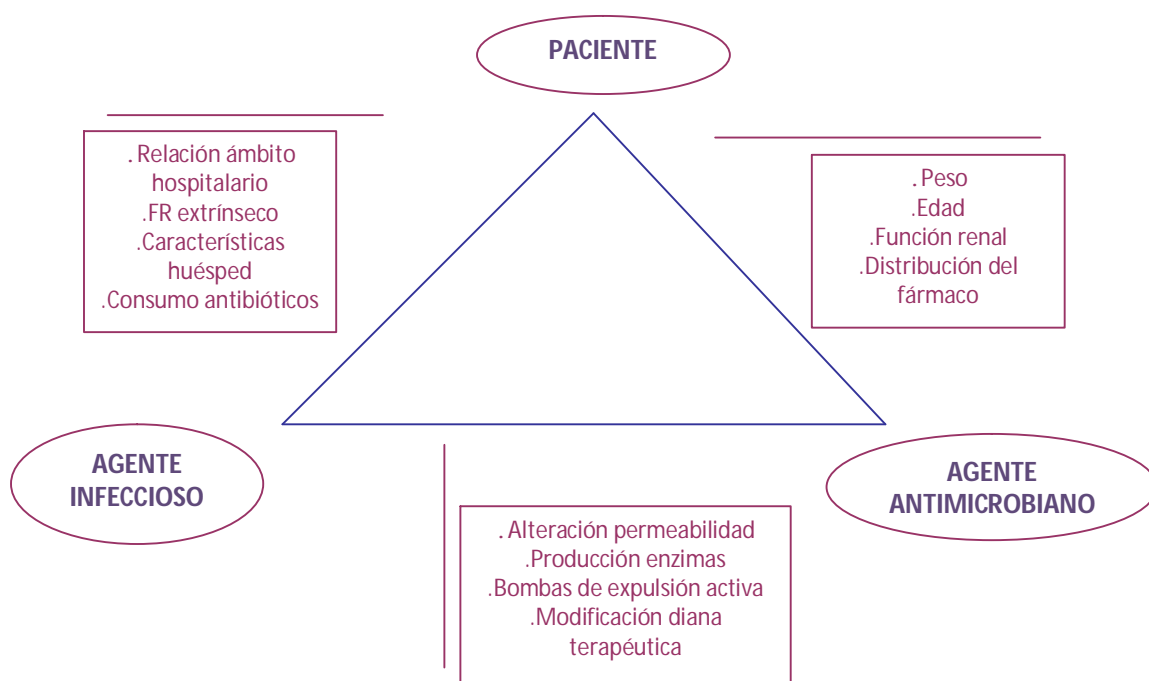 PACIENTE
. Relación ámbito
hospitalario
.FR extrínseco
.Características
huésped
.Consumo antibióticos
.Peso
.Edad
.Función renal
.Distribución del
fármaco
AGENTE
INFECCIOSO
AGENTE
ANTIMICROBIANO
. Alteración permeabilidad
.Producción enzimas
.Bombas de expulsión activa
.Modificación diana
terapéutica